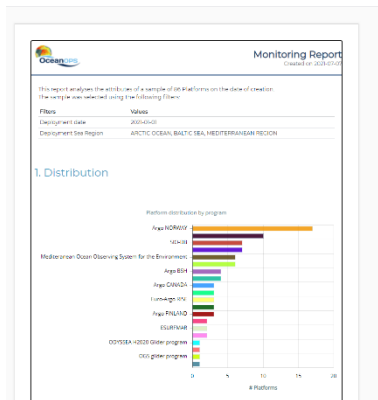 OceanOPS
Monitoring Report
Created on 2021-07-07
This report analyses the attributes of a sample of 86 Platforms on the date of creation
The sample was selected using the following filters:
Filters Values
Deployment date
Deployment Sea Region ARCTIC OCEAN, BALTIC SEA, MEDITERRANEAN REGION
1. Distribution
Platform distribution by program
Argo NORWAY
Mediterranean Ocean Observing System for the Environment
Argo BSH
Argo CANADA
Euro-Argo ERIC
Argo FINLAND
ESURFMAR
ODYSSEA H2020 Glider program
OGS glider program
0 5 10 15 20
# Platforms